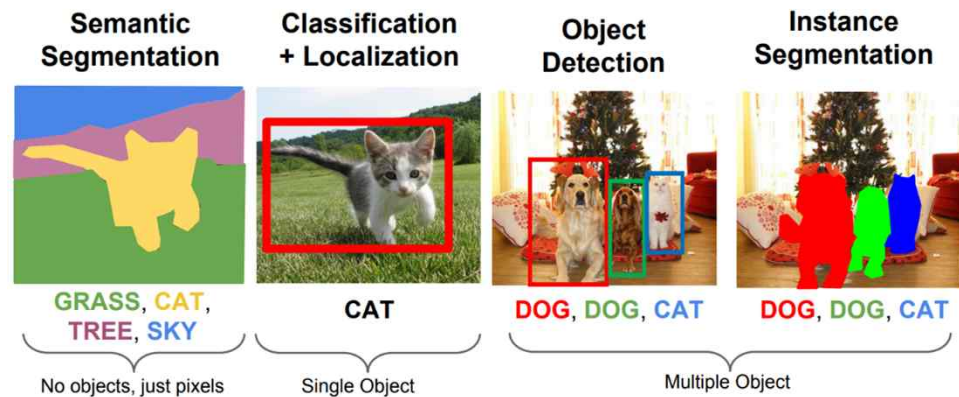 Semantic
Segmentation
Classification
+ Localization
Object
Detection
Instance
Segmentation
GRASS, CAT,
TREE, SKY
CAT
DOG, DOG, CAT
DOG, DOG, CAT
No objects, just pixels
Single Object
Multiple Object